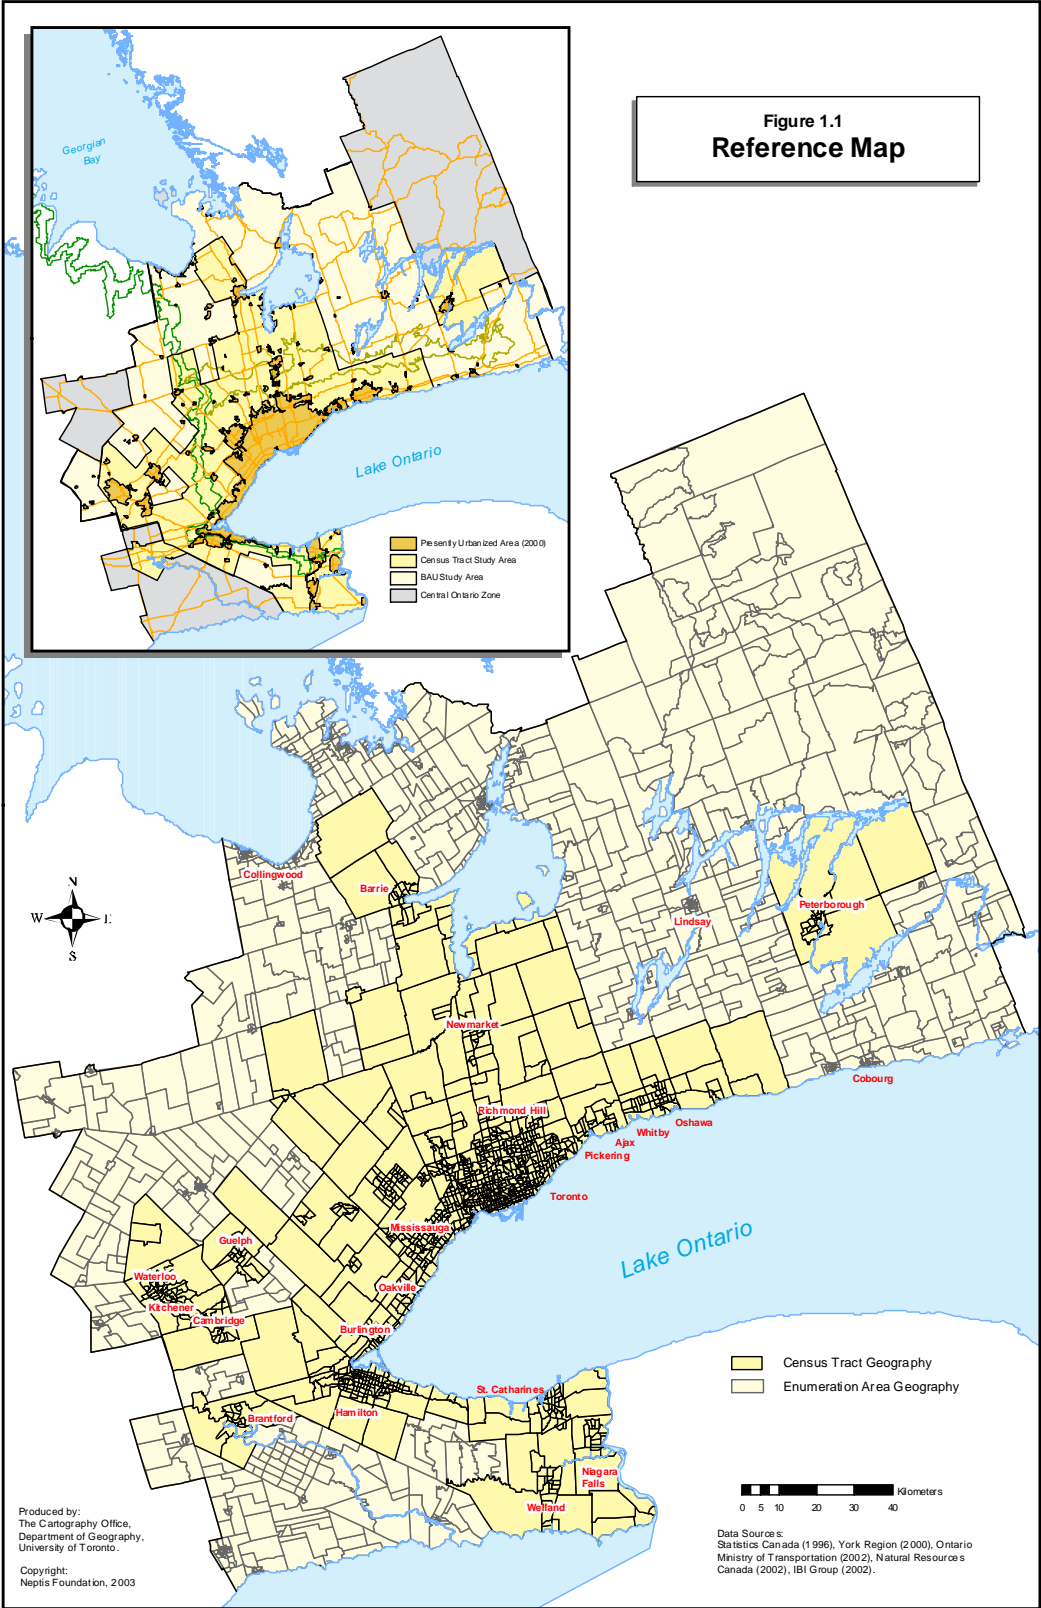 Figure 1.1
Reference Map
Georgian
Bay
Lake Ontario
Presently Urbanized Area (2000)
Census Tract Study Area
BAU Study Area
Central Ontario Zone
N
W
S
Collingwood
Barrie
Lindsay
Peterborough
Newmarket
Cobourg
Richmond Hill
Oshawa
Whitby
Ajax
Pickering
Toronto
Mississauga
Guelph
Lake Ontario
Waterloo
Oakville
Kitchener
Cambridge
Burlington
St. Catharines
Hamilton
Brantford
Niagara
Falls
Welland
Census Tract Geography
Enumeration Area Geography
Kilometers
0 5 10 20 30 40
Produced by:
The Cartography Office,
Department of Geography,
University of Toronto.
Copyright:
Neptis Foundation, 2003
Data Sources:
Statistics Canada (1996), York Region (2000), Ontario
Ministry of Transportation (2002), Natural Resources
Canada (2002), IBI Group (2002).